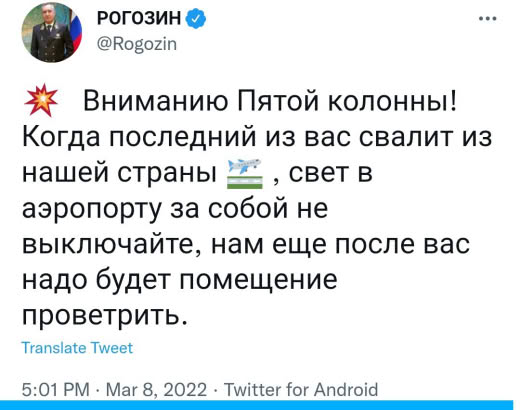 РОГОЗИН
@Rogozin
💥 Вниманию Пятой колонны!
Когда последний из вас свалит из
нашей страны 🛫 , свет в
аэропорту за собой не
выключайте, нам еще после вас
надо будет помещение
проветрить.
Translate Tweet
5:01 PM · Mar 8, 2022 · Twitter for Android